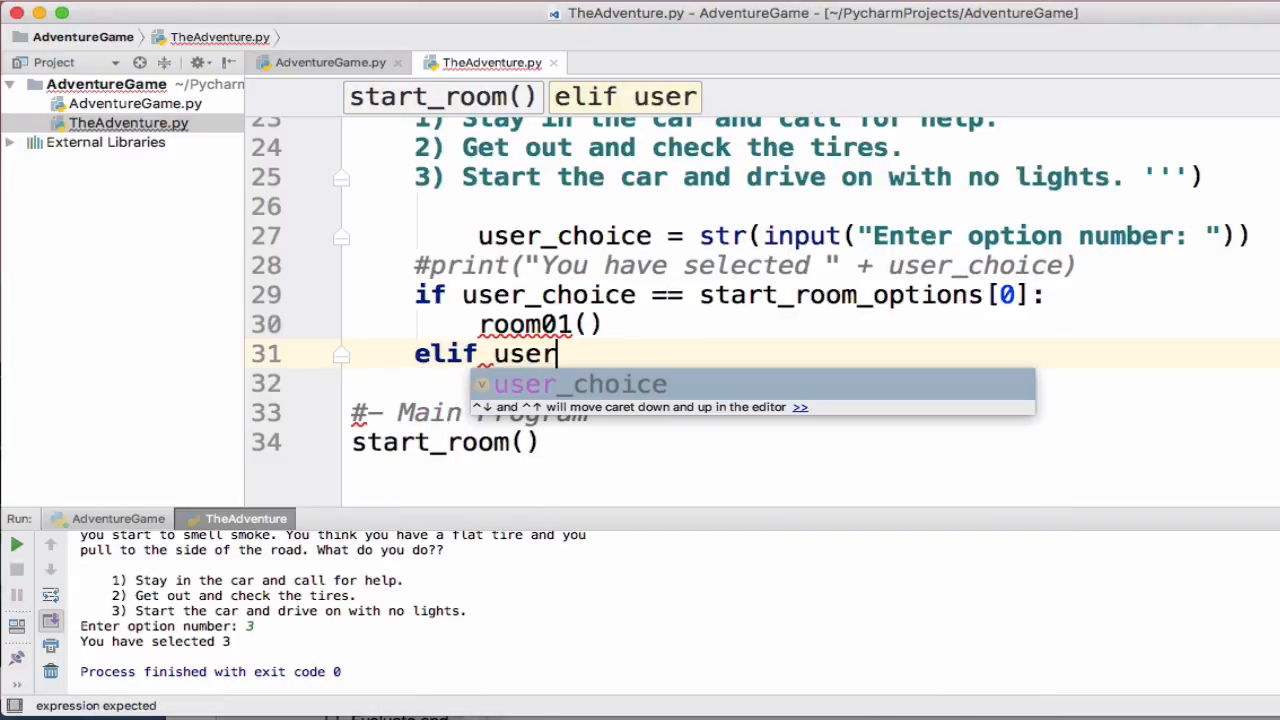 TheAdventure.py - AdventureGame - [~/PycharmProjects/AdventureGame]
AdventureGame TheAdventure.py
Project AdventureGame.py TheAdventure.py
AdventureGame ~/Pycharm
AdventureGame.py
TheAdventure.py
External Libraries
start_room() elif user
23 1) Stay in the car and call for help.
24 2) Get out and check the tires.
25 3) Start the car and drive on with no lights. ''')
26
27 user_choice = str(input("Enter option number: "))
28 #print("You have selected " + user_choice)
29 if user_choice == start_room_options[0]:
30 room01()
31 elif user
v user_choice
^↓ and ^↑ will move caret down and up in the editor >>
32
33 #- Main Program
34 start_room()
Run: AdventureGame TheAdventure
you start to smell smoke. You think you have a flat tire and you
pull to the side of the road. What do you do??
1) Stay in the car and call for help.
2) Get out and check the tires.
3) Start the car and drive on with no lights.
Enter option number: 3
You have selected 3
Process finished with exit code 0
expression expected